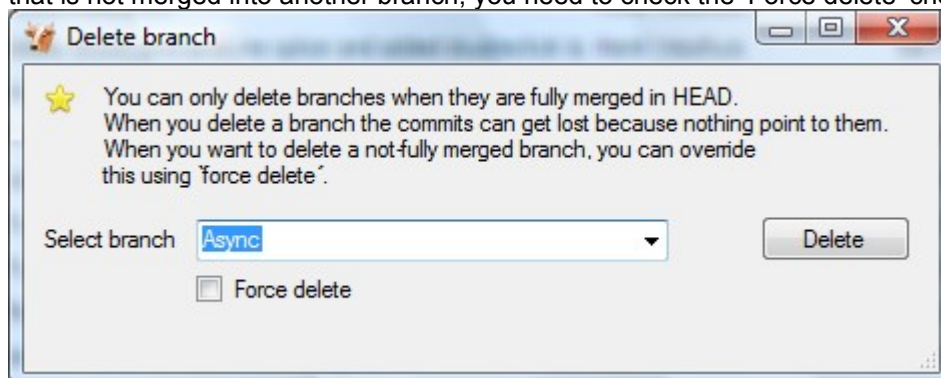 that is not merged into another branch, you need to check the 'Force delete'
Delete branch
You can only delete branches when they are fully merged in HEAD.
When you delete a branch the commits can get lost because nothing point to them.
When you want to delete a not-fully merged branch, you can override
this using `force delete´.
Select branch Async Delete
Force delete